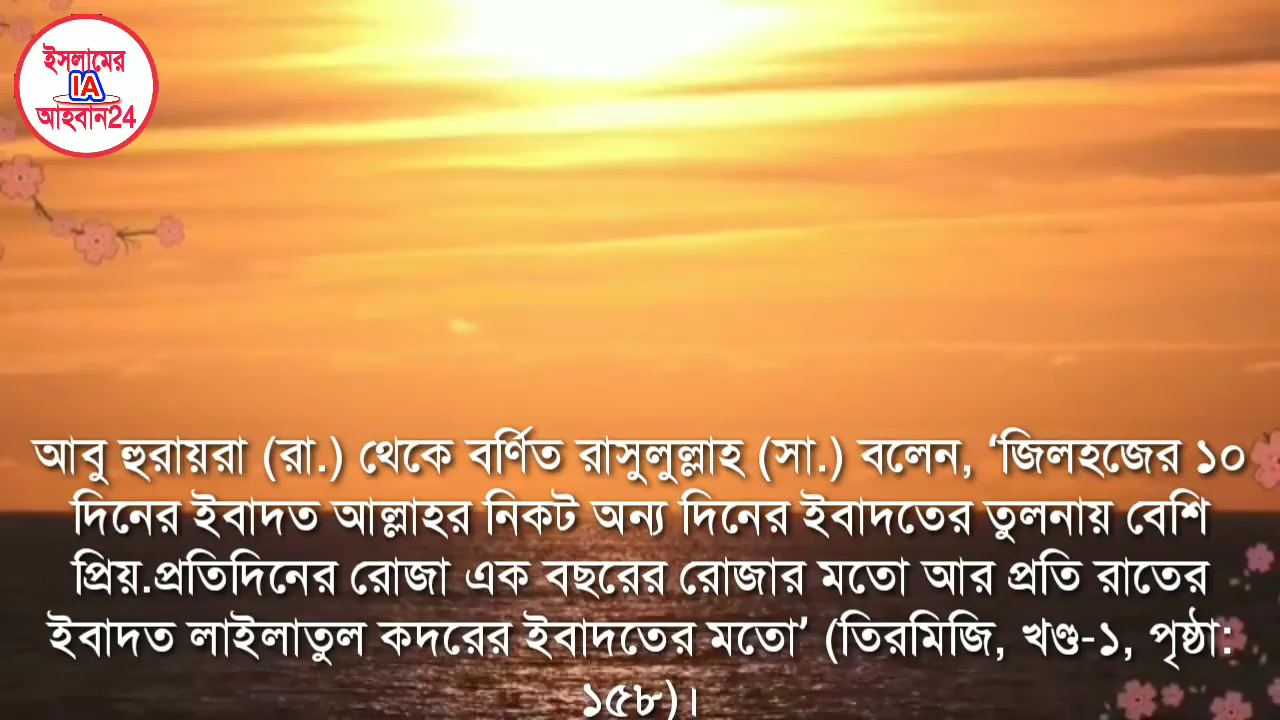 ইসলামের
IA
আহবান24
আবু হুরায়রা (রা.) থেকে বর্ণিত রাসুলুল্লাহ (সা.) বলেন, ‘জিলহজের ১০
দিনের ইবাদত আল্লাহর নিকট অন্য দিনের ইবাদতের তুলনায় বেশি
প্রিয়.প্রতিদিনের রোজা এক বছরের রোজার মতো আর প্রতি রাতের
ইবাদত লাইলাতুল কদরের ইবাদতের মতো’ (তিরমিজি, খণ্ড-১, পৃষ্ঠা:
১৫৮)।